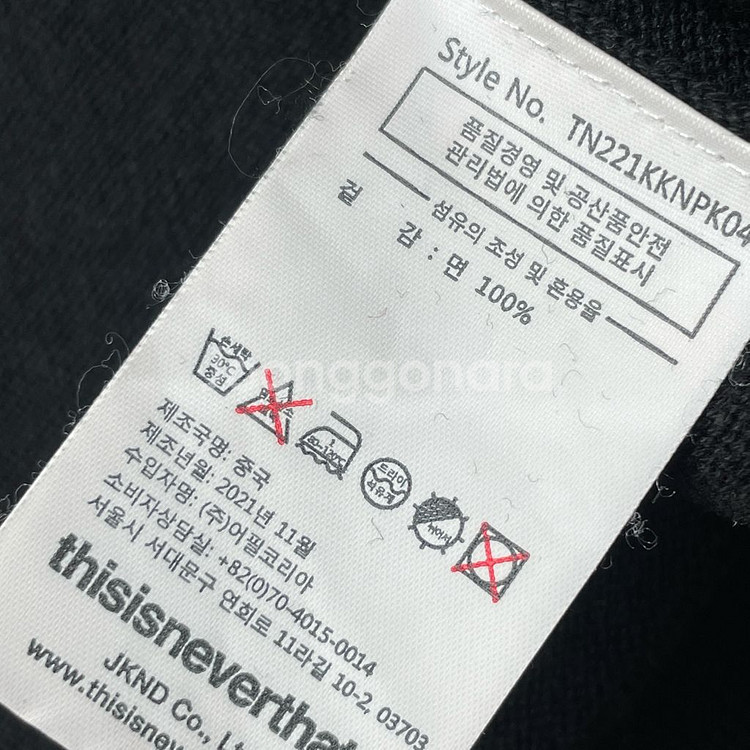 Style No. TN221KKNPK04
품질경영 및 공산품안전
관리법에 의한 품질표시
섬유의 조성 및 혼용율
겉 감 : 면 100%
손세탁
30℃
중성
80~120℃
드라이
석유계
뉘어서
제조국명: 중국
제조년월: 2021년 11월
수입자명: (주)어필코리아
소비자상담실: +82(0)70-4015-0014
서울시 서대문구 연희로 11라길 10-2, 03703
thisisneverthat
JKND Co., L
www.thisisnev